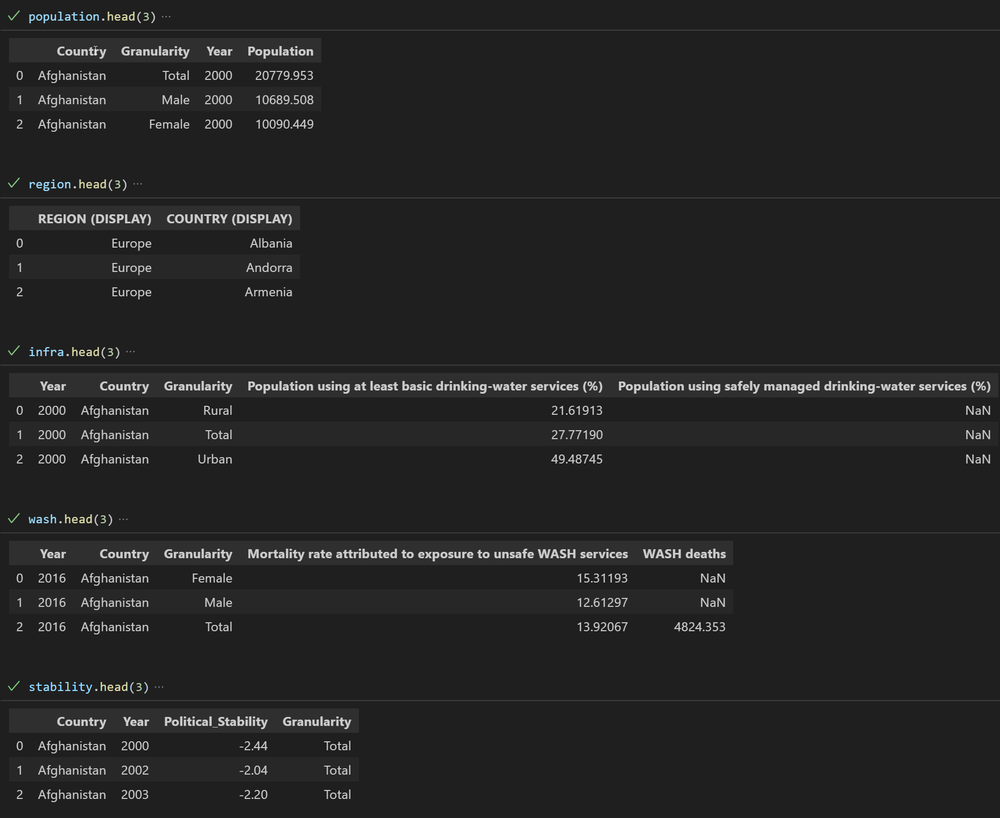 population.head(3) ···
Country Granularity Year Population
0 Afghanistan Total 2000 20779.953
1 Afghanistan Male 2000 10689.508
2 Afghanistan Female 2000 10090.449
region.head(3) ···
REGION (DISPLAY) COUNTRY (DISPLAY)
0 Europe Albania
1 Europe Andorra
2 Europe Armenia
infra.head(3) ···
Year Country Granularity Population using at least basic drinking-water services (%) Population using safely managed drinking-water services (%)
0 2000 Afghanistan Rural 21.61913 NaN
1 2000 Afghanistan Total 27.77190 NaN
2 2000 Afghanistan Urban 49.48745 NaN
wash.head(3) ···
Year Country Granularity Mortality rate attributed to exposure to unsafe WASH services WASH deaths
0 2016 Afghanistan Female 15.31193 NaN
1 2016 Afghanistan Male 12.61297 NaN
2 2016 Afghanistan Total 13.92067 4824.353
stability.head(3) ···
Country Year Political_Stability Granularity
0 Afghanistan 2000 -2.44 Total
1 Afghanistan 2002 -2.04 Total
2 Afghanistan 2003 -2.20 Total